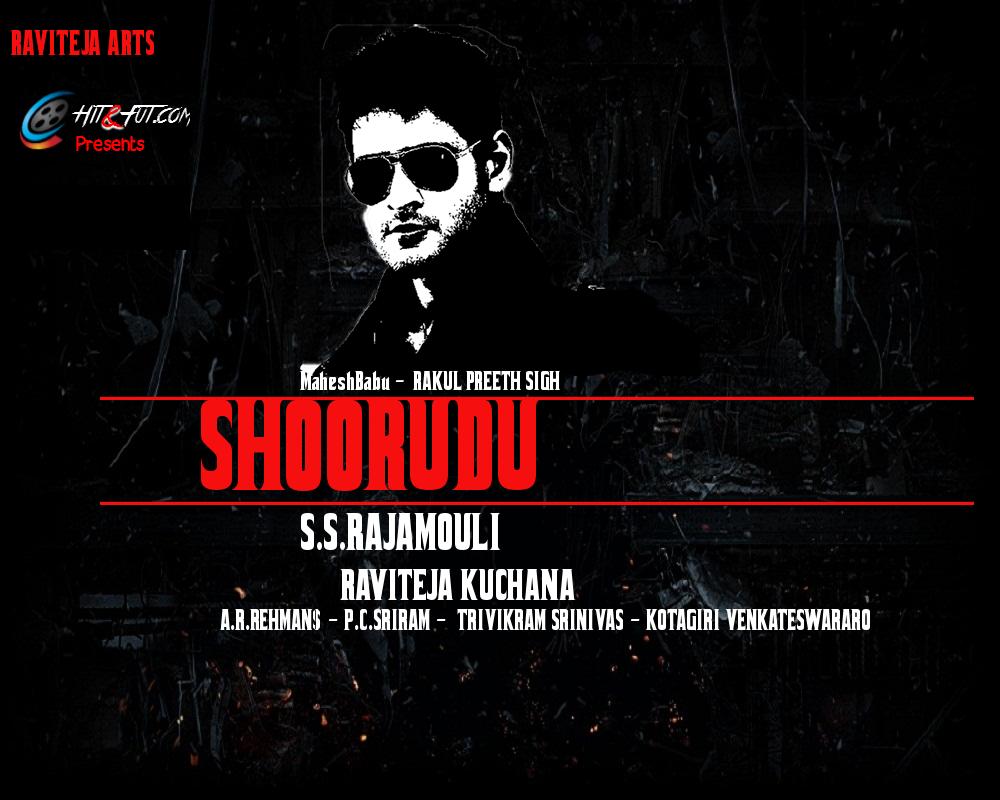 RAVITEJA ARTS
HIT&FUT.COM
Presents
MaheshBabu - RAKUL PREETH SIGH
SHOORUDU
S.S.RAJAMOULI
RAVITEJA KUCHANA
A.R.REHMAN$ - P.C.SRIRAM - TRIVIKRAM SRINIVAS - KOTAGIRI VENKATESWARARO